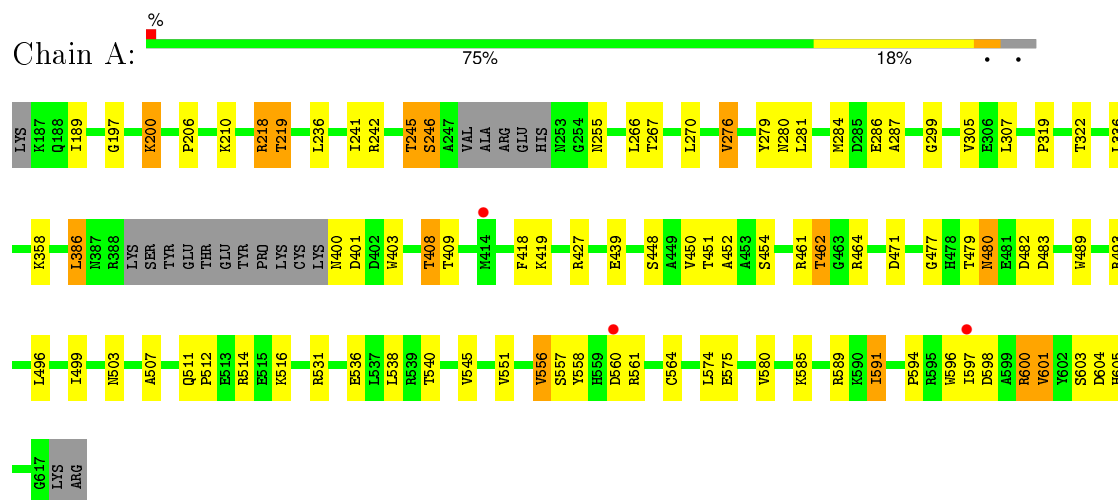 %
Chain A:
75% 18% • •
LYS K187 Q188 I189 G197 K200 P206 K210 R218 T219 L236 I241 R242 T245 S246 A247 VAL ALA ARG GLU HIS N253 G254 N255 L266 T267 L270 V276 Y279 N280 L281 M284 D285 E286 A287 G299 V305 E306 L307 P319 T322 L336
K358 L386 N387 R388 LYS SER TYR GLU THR GLU TYR PRO LYS CYS LYS N400 D401 D402 W403 T408 T409 M414 F418 K419 R427 E439 S448 A449 V450 T451 A452 A453 S454 R461 T462 G463 R464 D471 G477 H478 T479 N480 E481 D482 D483 W489 R493
L496 I499 N503 A507 Q511 P512 E513 R514 E515 K516 R531 E536 L537 L538 R539 T540 V545 V551 V556 S557 Y558 H559 D560 R561 C564 L574 E575 V580 K585 R589 K590 I591 P594 R595 W596 I597 D598 A599 R600 V601 Y602 S603 D604
G617 LYS ARG